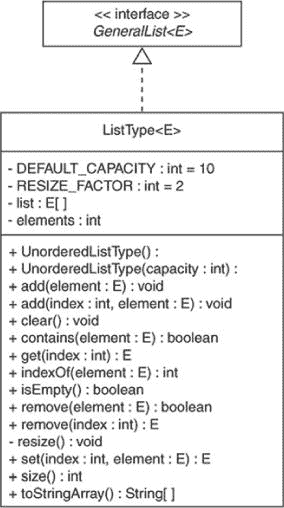 << interface >>
GeneralList<E>
ListType<E>
- DEFAULT_CAPACITY : int = 10
- RESIZE_FACTOR : int = 2
- list : E[ ]
- elements : int
+ UnorderedListType() :
+ UnorderedListType(capacity : int) :
+ add(element : E) : void
+ add(index : int, element : E) : void
+ clear() : void
+ contains(element : E) : boolean
+ get(index : int) : E
+ indexOf(element : E) : int
+ isEmpty() : boolean
+ remove(element : E) : boolean
+ remove(index : int) : E
- resize() : void
+ set(index : int, element : E) : E
+ size() : int
+ toStringArray() : String[ ]